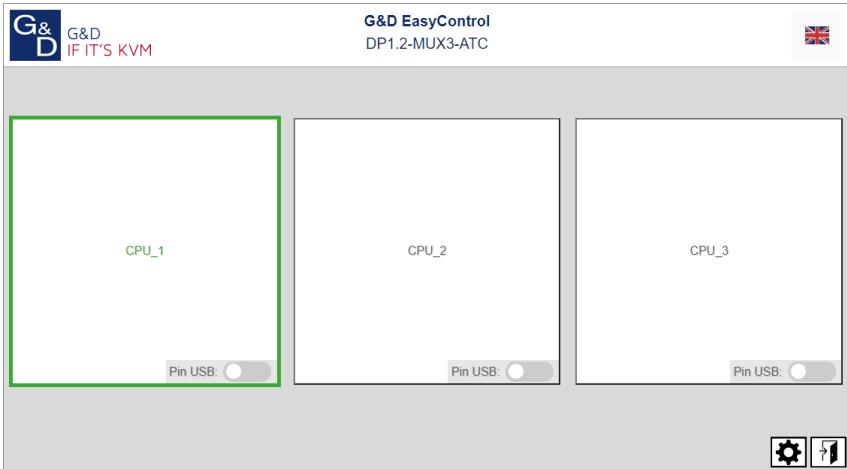 G&D
G&D
IF IT'S KVM
G&D EasyControl
DP1.2-MUX3-ATC
CPU_1
CPU_2
CPU_3
Pin USB:
Pin USB:
Pin USB: